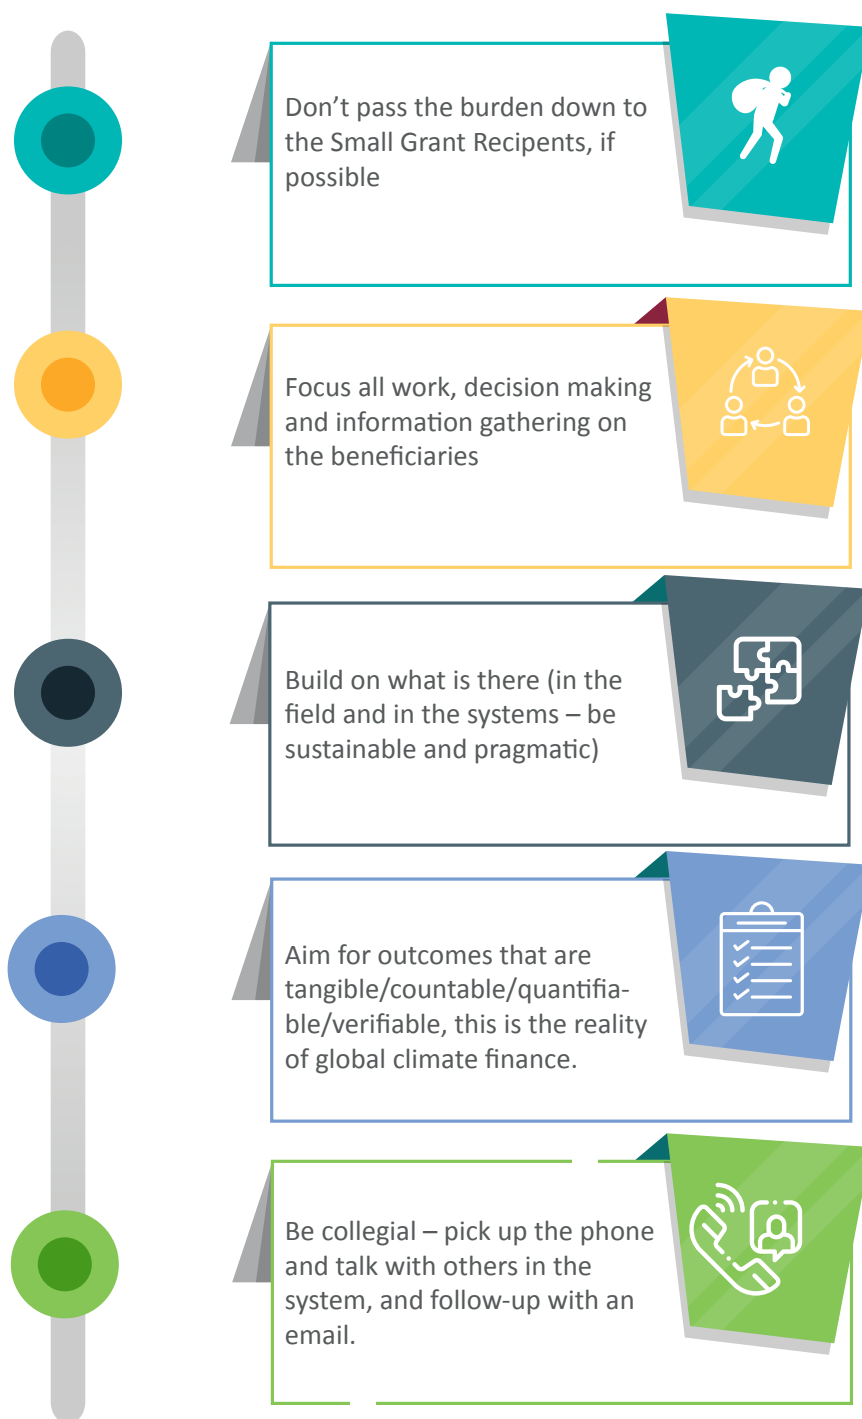 Don’t pass the burden down to
the Small Grant Recipents, if
possible
Focus all work, decision making
and information gathering on
the beneficiaries
Build on what is there (in the
field and in the systems – be
sustainable and pragmatic)
Aim for outcomes that are
tangible/countable/quantifia-
ble/verifiable, this is the reality
of global climate finance.
Be collegial – pick up the phone
and talk with others in the
system, and follow-up with an
email.